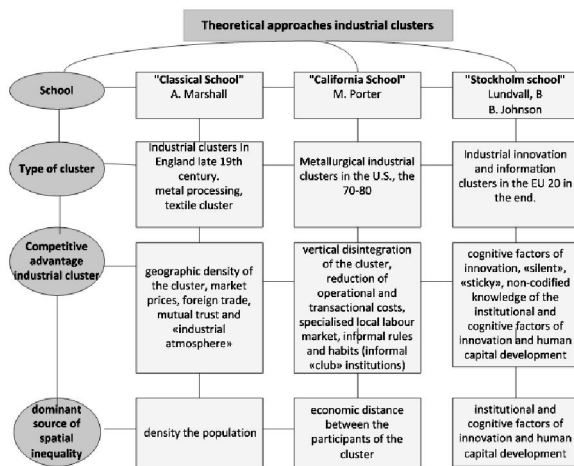 Theoretical approaches industrial clusters
School
"Classical School"
A. Marshall
"California School"
M. Porter
"Stockholm school"
Lundvall, B
B. Johnson
Type of cluster
Industrial clusters in
England late 19th
century.
metal processing,
textile cluster
Metallurgical industrial
clusters in the U.S., the
70-80
Industrial innovation
and information
clusters in the EU 20 in
the end.
Competitive
advantage
industrial cluster
geographic density of
the cluster, market
prices, foreign trade,
mutual trust and
«industrial
atmosphere»
vertical disintegration
of the cluster,
reduction of
operational and
transactional costs,
specialised local labour
market, informal rules
and habits (informal
«club» institutions)
cognitive factors of
innovation, «silent»,
«sticky», non-codified
knowledge of the
institutional and
cognitive factors of
innovation and human
capital development
dominant
source of
spatial
inequality
density the population
economic distance
between the
participants of the
cluster
institutional and
cognitive factors of
innovation and human
capital development